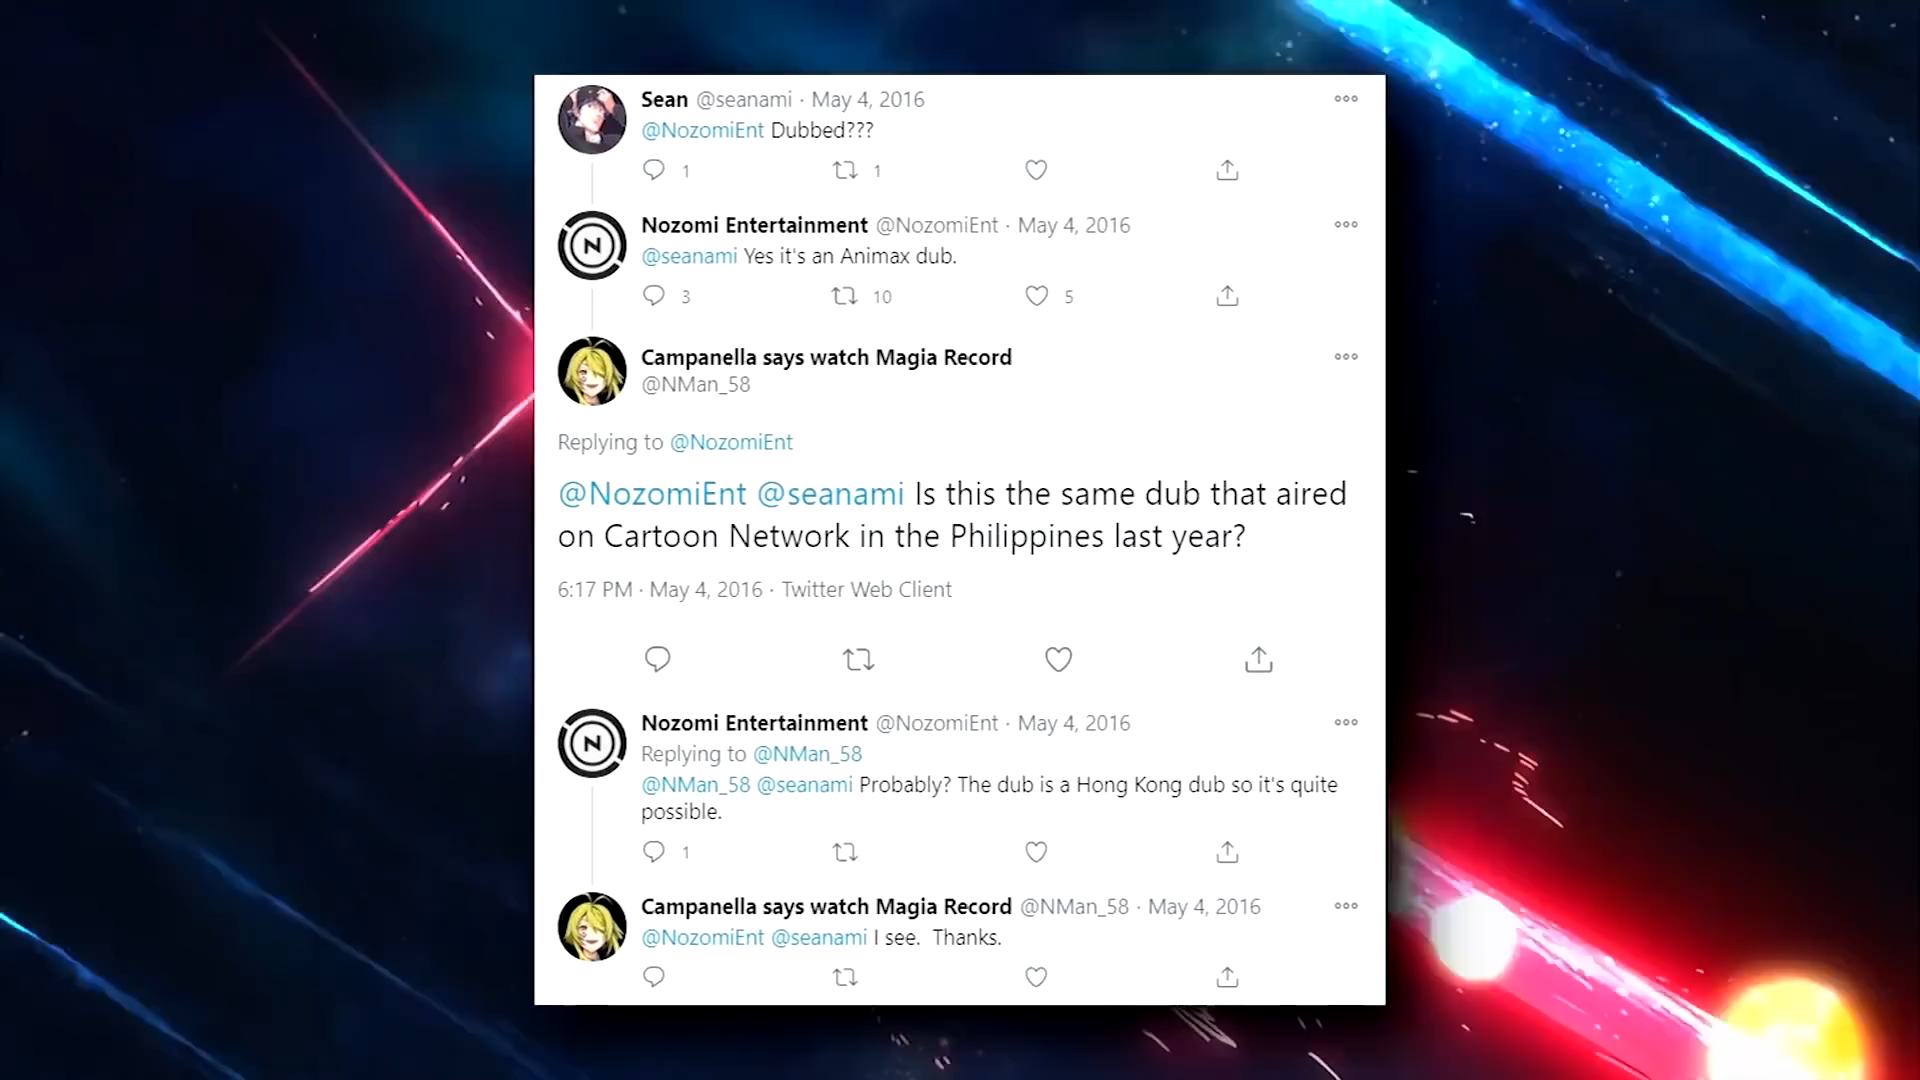 Sean @seanami · May 4, 2016
@NozomiEnt Dubbed???
1 1
Nozomi Entertainment @NozomiEnt · May 4, 2016
@seanami Yes it's an Animax dub.
3 10 5
Campanella says watch Magia Record
@NMan_58
Replying to @NozomiEnt
@NozomiEnt @seanami Is this the same dub that aired
on Cartoon Network in the Philippines last year?
6:17 PM · May 4, 2016 · Twitter Web Client
Nozomi Entertainment @NozomiEnt · May 4, 2016
Replying to @NMan_58
@NMan_58 @seanami Probably? The dub is a Hong Kong dub so it's quite
possible.
1
Campanella says watch Magia Record @NMan_58 · May 4, 2016
@NozomiEnt @seanami I see.  Thanks.
N
N